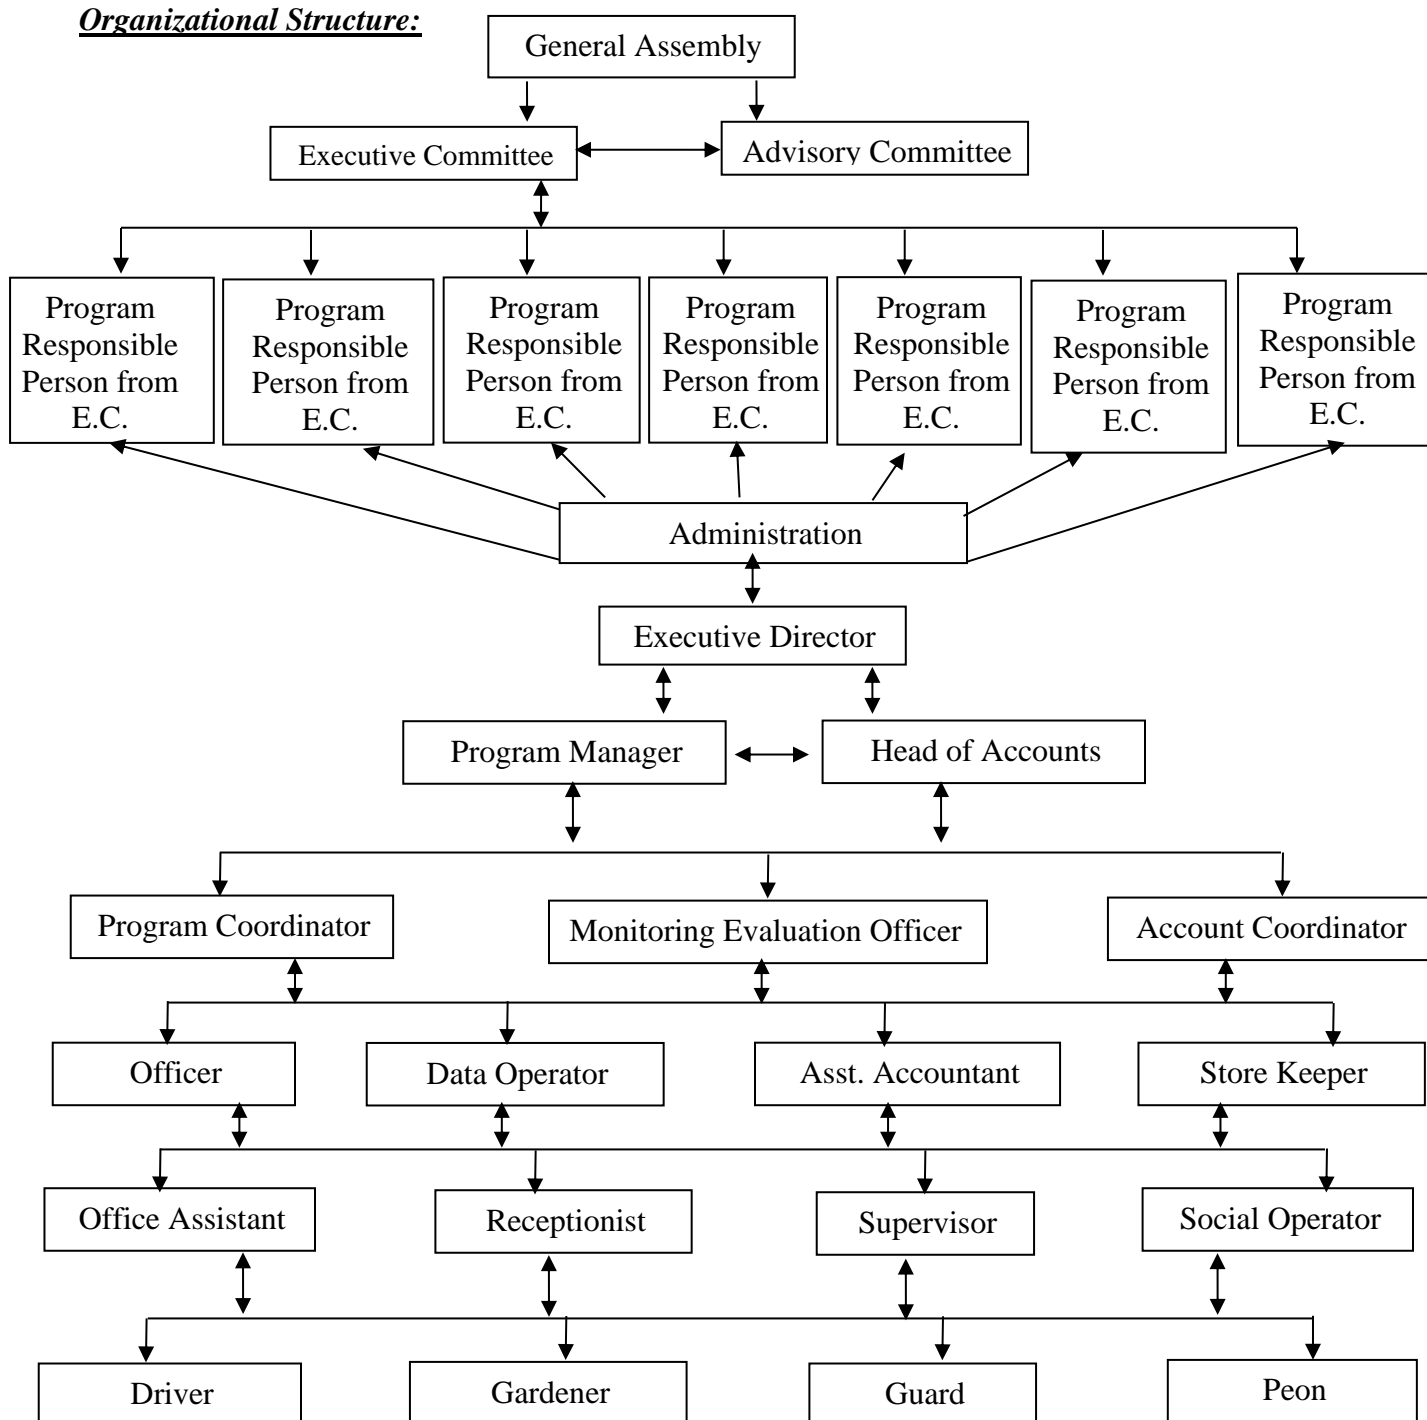 Organizational Structure:
General Assembly
Executive Committee
Advisory Committee
Program
Responsible
Person from
E.C.
Program
Responsible
Person from
E.C.
Program
Responsible
Person from
E.C.
Program
Responsible
Person from
E.C.
Program
Responsible
Person from
E.C.
Program
Responsible
Person from
E.C.
Program
Responsible
Person from
E.C.
Administration
Executive Director
Program Manager
Head of Accounts
Program Coordinator
Monitoring Evaluation Officer
Account Coordinator
Officer
Data Operator
Asst. Accountant
Store Keeper
Office Assistant
Receptionist
Supervisor
Social Operator
Driver
Gardener
Guard
Peon